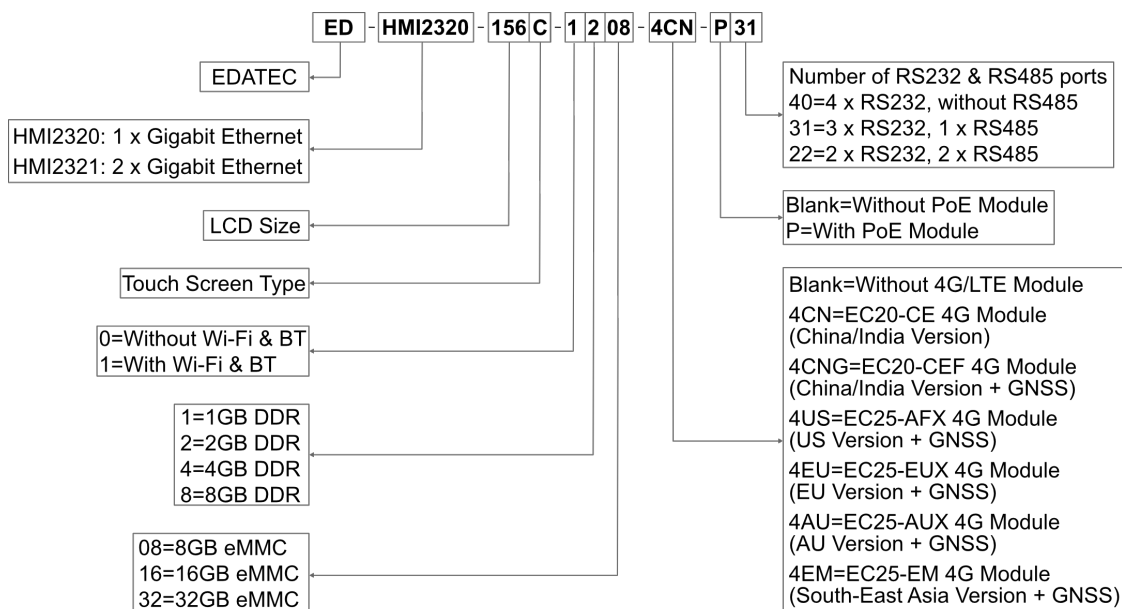 ED - HMI2320 - 156 C - 1 2 08 - 4CN - P 31
EDATEC
HMI2320: 1 x Gigabit Ethernet
HMI2321: 2 x Gigabit Ethernet
LCD Size
Touch Screen Type
0=Without Wi-Fi & BT
1=With Wi-Fi & BT
1=1GB DDR
2=2GB DDR
4=4GB DDR
8=8GB DDR
08=8GB eMMC
16=16GB eMMC
32=32GB eMMC
Number of RS232 & RS485 ports
40=4 x RS232, without RS485
31=3 x RS232, 1 x RS485
22=2 x RS232, 2 x RS485
Blank=Without PoE Module
P=With PoE Module
Blank=Without 4G/LTE Module
4CN=EC20-CE 4G Module
(China/India Version)
4CNG=EC20-CEF 4G Module
(China/India Version + GNSS)
4US=EC25-AFX 4G Module
(US Version + GNSS)
4EU=EC25-EUX 4G Module
(EU Version + GNSS)
4AU=EC25-AUX 4G Module
(AU Version + GNSS)
4EM=EC25-EM 4G Module
(South-East Asia Version + GNSS)